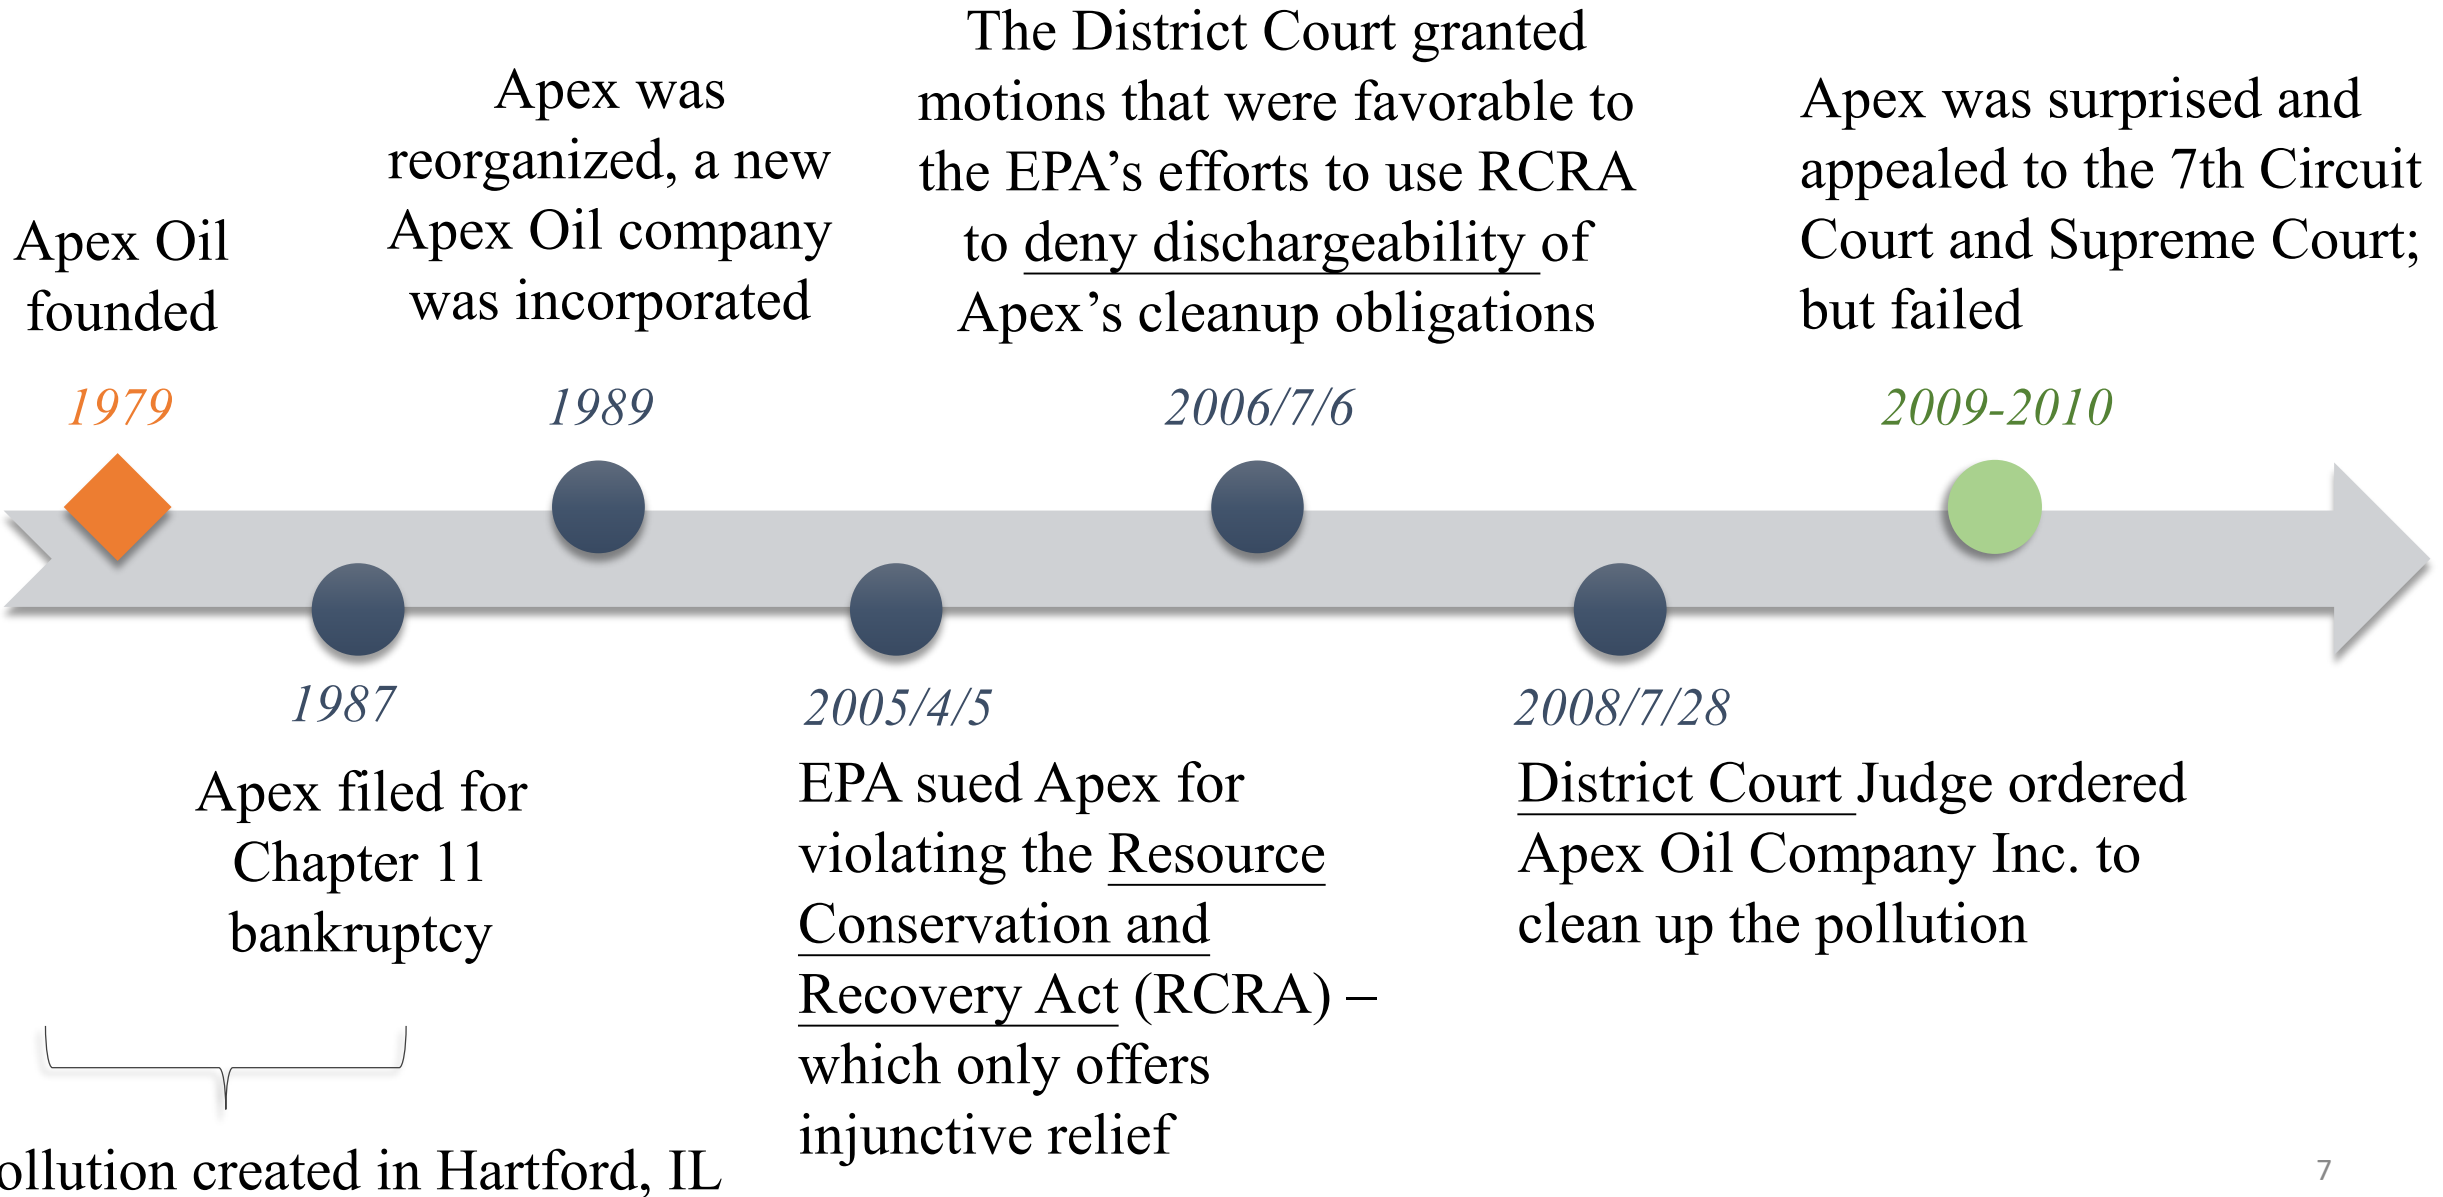 Apex Oil
founded
1979
Apex filed for
Chapter 11
bankruptcy
1987
Apex was
reorganized, a new
Apex Oil company
was incorporated
1989
2005/4/5
EPA sued Apex for
violating the Resource
Conservation and
Recovery Act (RCRA) –
which only offers
injunctive relief
The District Court granted
motions that were favorable to
the EPA’s efforts to use RCRA
to deny dischargeability of
Apex’s cleanup obligations
2006/7/6
2008/7/28
District Court Judge ordered
Apex Oil Company Inc. to
clean up the pollution
Apex was surprised and
appealed to the 7th Circuit
Court and Supreme Court;
but failed
2009-2010
ollution created in Hartford, IL
7